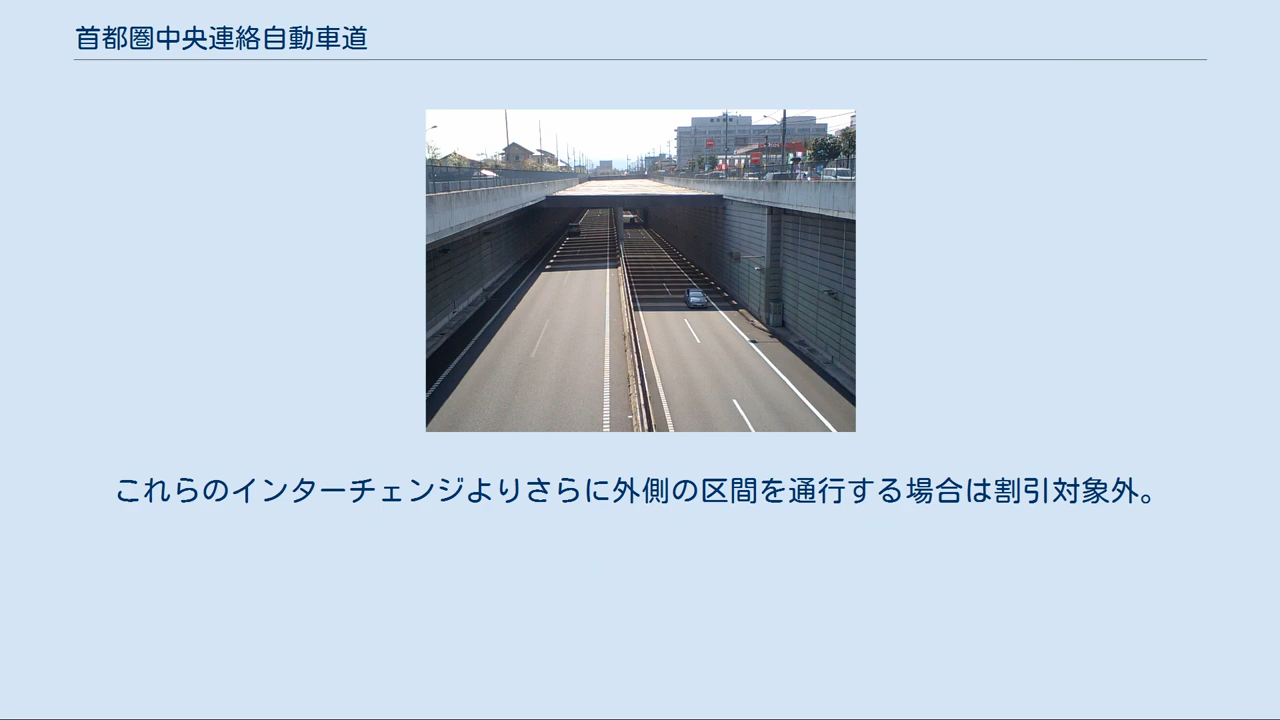 首都圏中央連絡自動車道
これらのインターチェンジよりさらに外側の区間を通行する場合は割引対象外。